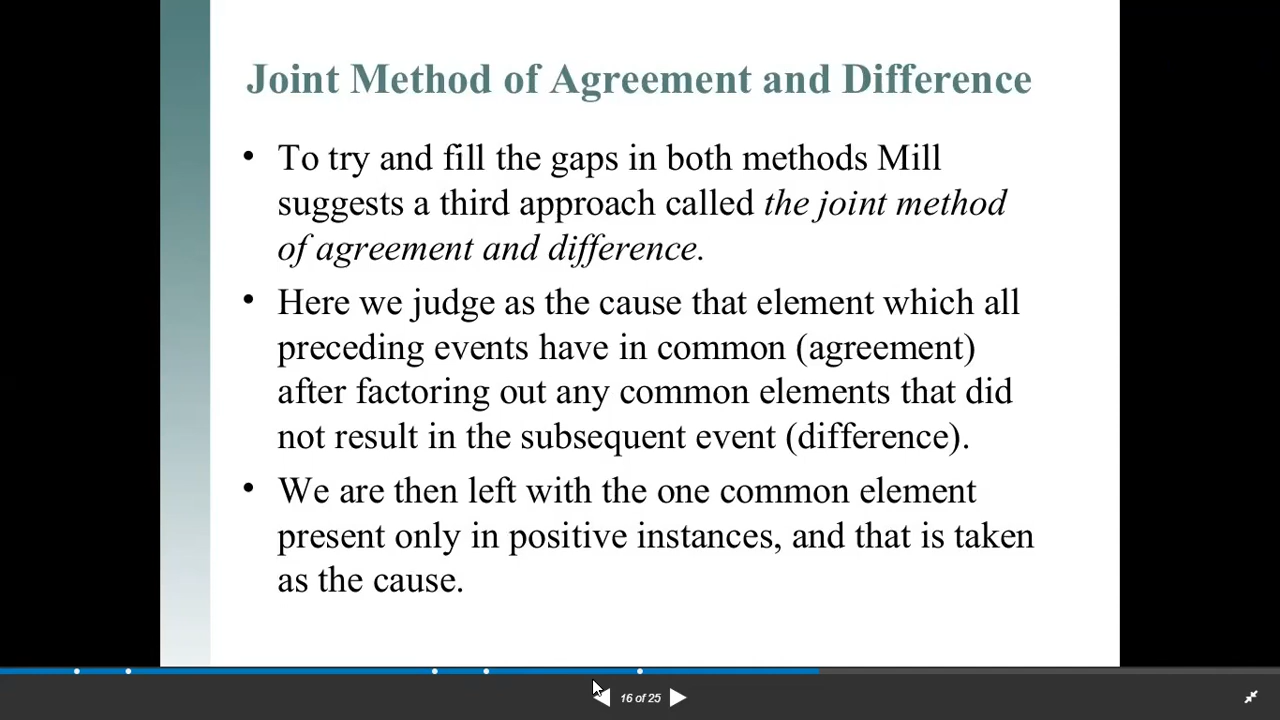 Joint Method of Agreement and Difference
• To try and fill the gaps in both methods Mill
suggests a third approach called the joint method
of agreement and difference.
• Here we judge as the cause that element which all
preceding events have in common (agreement)
after factoring out any common elements that did
not result in the subsequent event (difference).
• We are then left with the one common element
present only in positive instances, and that is taken
as the cause.
16 of 25